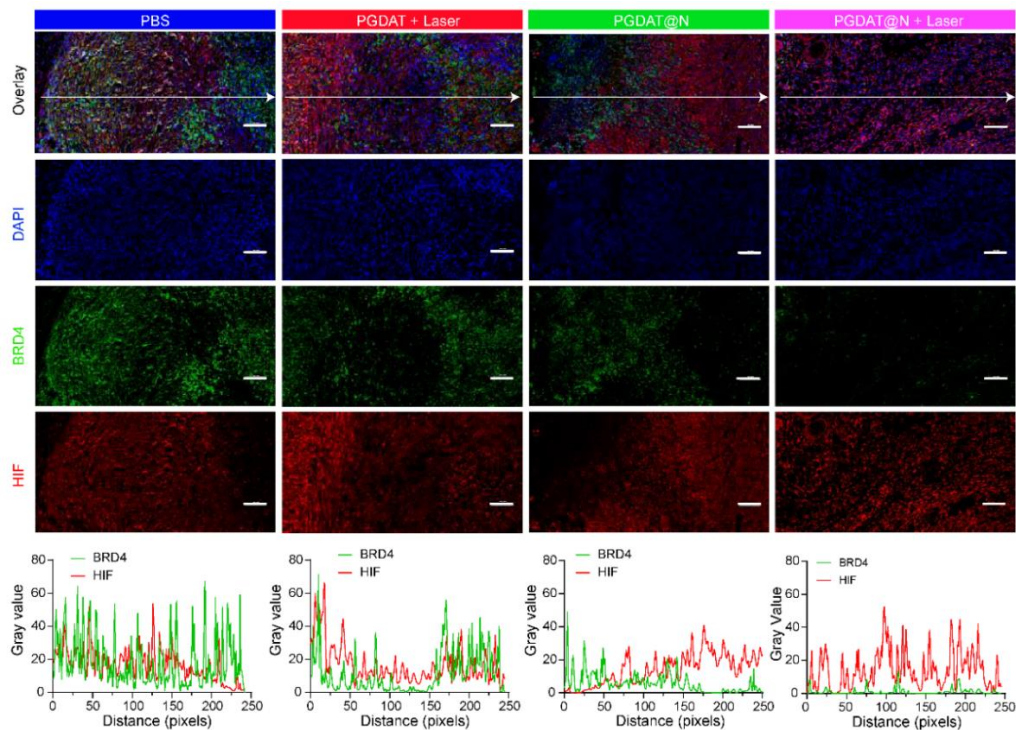 PBS PGDAT + Laser PGDAT@N PGDAT@N + Laser
Overlay
DAPI
BRD4
HIF
BRD4
HIF
80
60
40
20
0
Gray value
0 50 100 150 200 250
Distance (pixels)
BRD4
HIF
80
60
40
20
0
Gray value
0 50 100 150 200 250
Distance (pixels)
BRD4
HIF
80
60
40
20
0
Gray value
0 50 100 150 200 250
Distance (pixels)
BRD4
HIF
80
60
40
20
0
Gray Value
0 50 100 150 200 250
Distance (pixels)